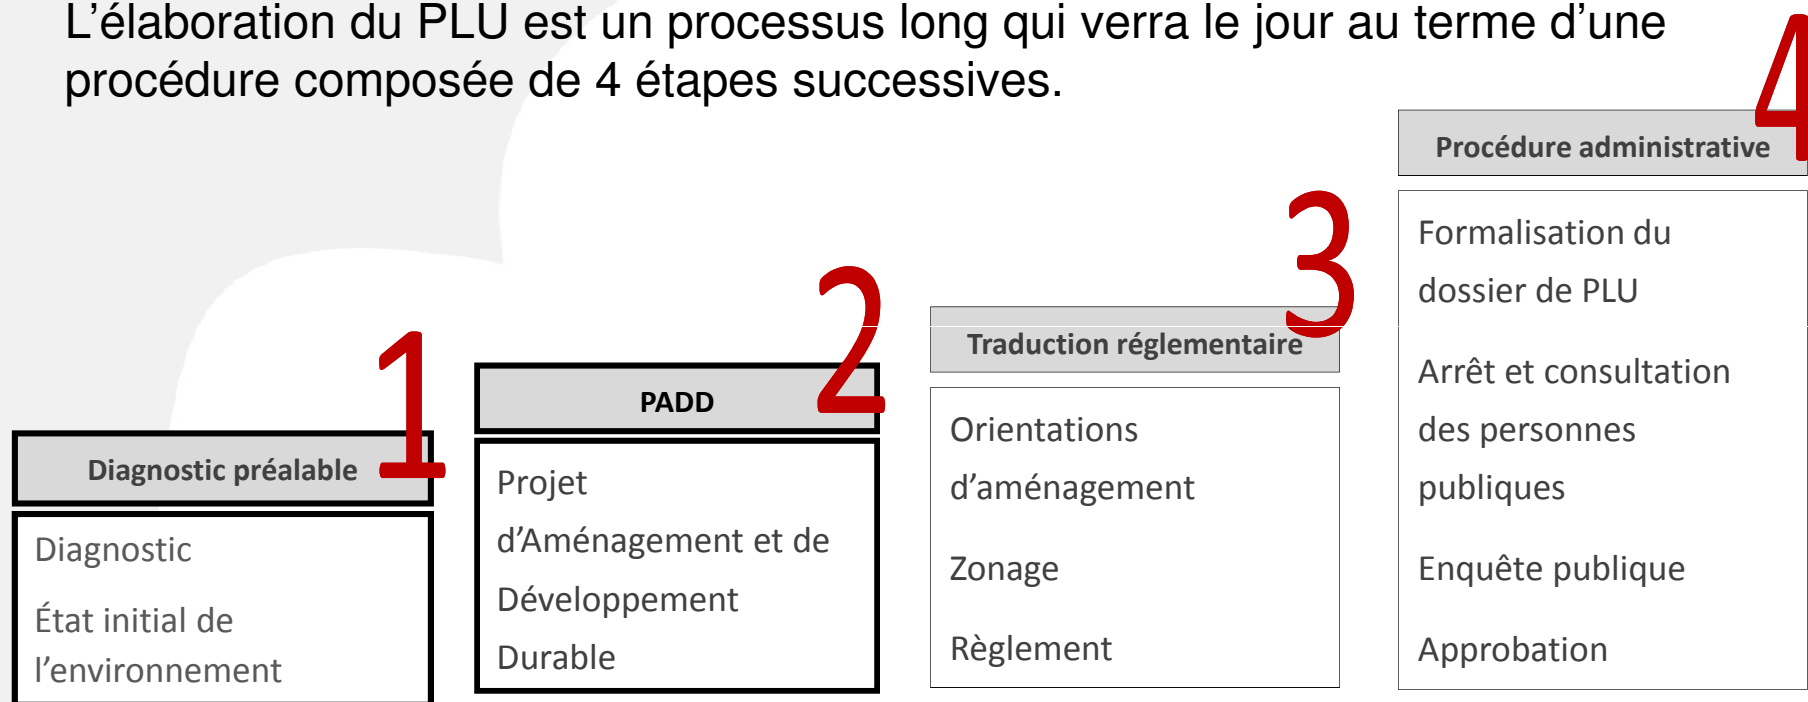 L’élaboration du PLU est un processus long qui verra le jour au terme d’une
procédure composée de 4 étapes successives.
1
Diagnostic préalable
Diagnostic
État initial de
l’environnement
2
PADD
Projet
d’Aménagement et de
Développement
Durable
3
Traduction réglementaire
Orientations
d’aménagement
Zonage
Règlement
4
Procédure administrative
Formalisation du
dossier de PLU
Arrêt et consultation
des personnes
publiques
Enquête publique
Approbation